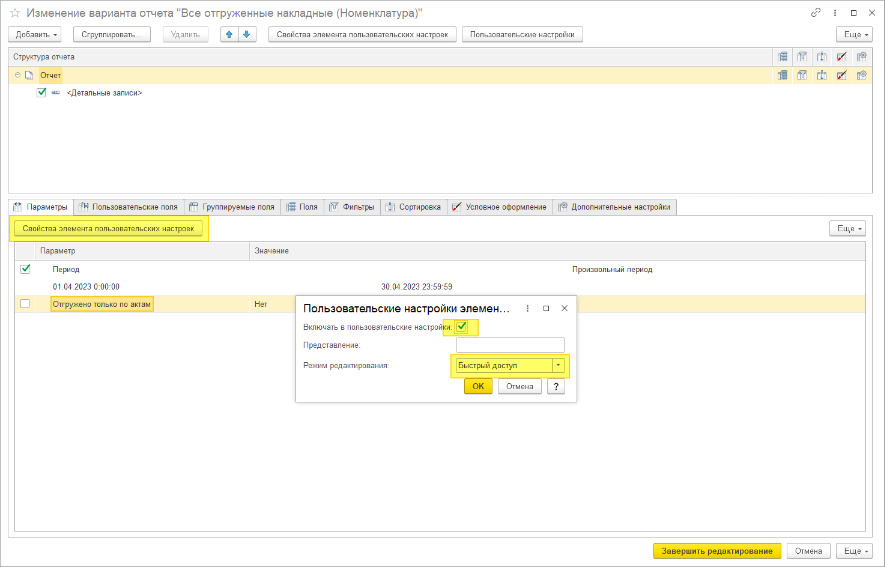 Изменение варианта отчета "Все отгруженные накладные (Номенклатура)"
Добавить Сгруппировать... Удалить Свойства элемента пользовательских настроек Пользовательские настройки Еще
Структура отчета
Отчет
<Детальные записи>
Параметры Пользовательские поля Группируемые поля Поля Фильтры Сортировка Условное оформление Дополнительные настройки
Свойства элемента пользовательских настроек Еще
Параметр Значение
Период Произвольный период
01.04.2023 0:00:00 30.04.2023 23:59:59
Отгружено только по актам Нет
Пользовательские настройки элемен...
Включать в пользовательские настройки:
Представление:
Режим редактирования: Быстрый доступ
OK Отмена ?
Завершить редактирование Отмена Еще